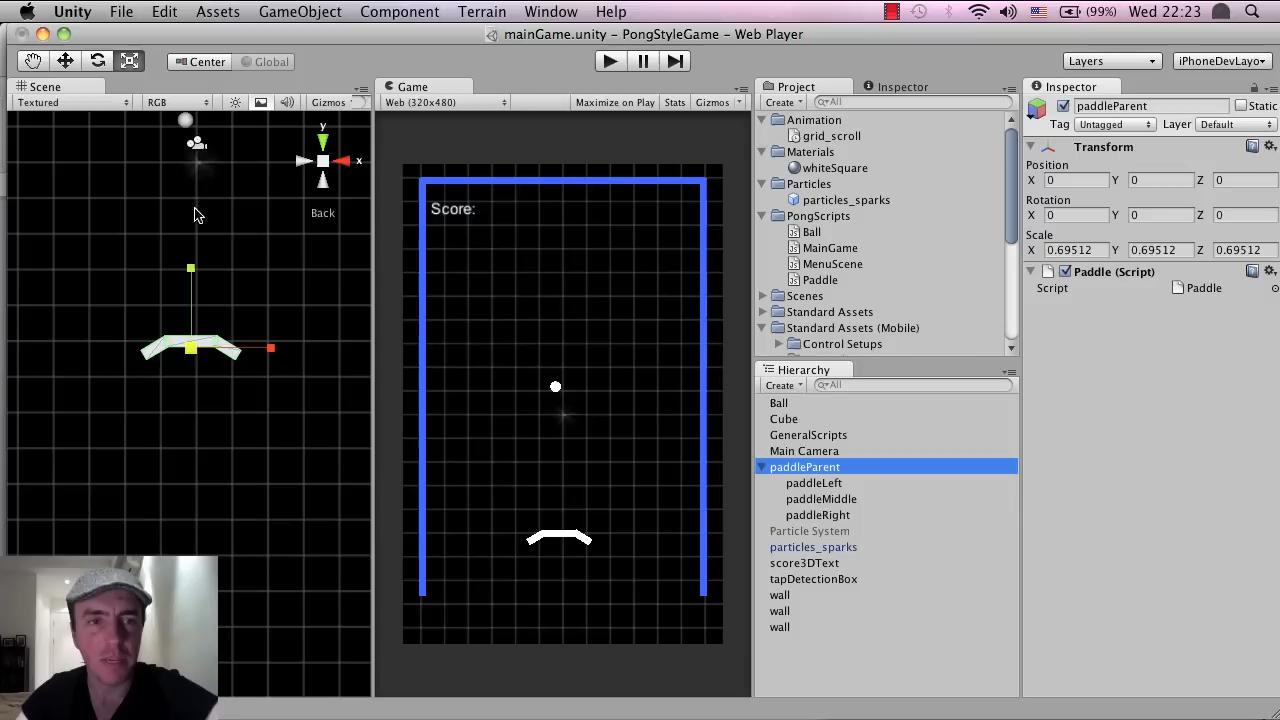 Unity File Edit Assets GameObject Component Terrain Window Help (99%) Wed 22:23
mainGame.unity – PongStyleGame – Web Player
Center Global Layers iPhoneDevLayo
Scene
Textured RGB Gizmos
y
x
Back
Game
Web (320x480) Maximize on Play Stats Gizmos
Score:
Project Inspector
Create All
Animation
grid_scroll
Materials
whiteSquare
Particles
particles_sparks
PongScripts
Ball
MainGame
MenuScene
Paddle
Scenes
Standard Assets
Standard Assets (Mobile)
Control Setups
Hierarchy
Create All
Ball
Cube
GeneralScripts
Main Camera
paddleParent
paddleLeft
paddleMiddle
paddleRight
Particle System
particles_sparks
score3DText
tapDetectionBox
wall
wall
wall
Inspector
paddleParent Static
Tag Untagged Layer Default
Transform
Position
X 0 Y 0 Z 0
Rotation
X 0 Y 0 Z 0
Scale
X 0.69512 Y 0.69512 Z 0.69512
Paddle (Script)
Script Paddle